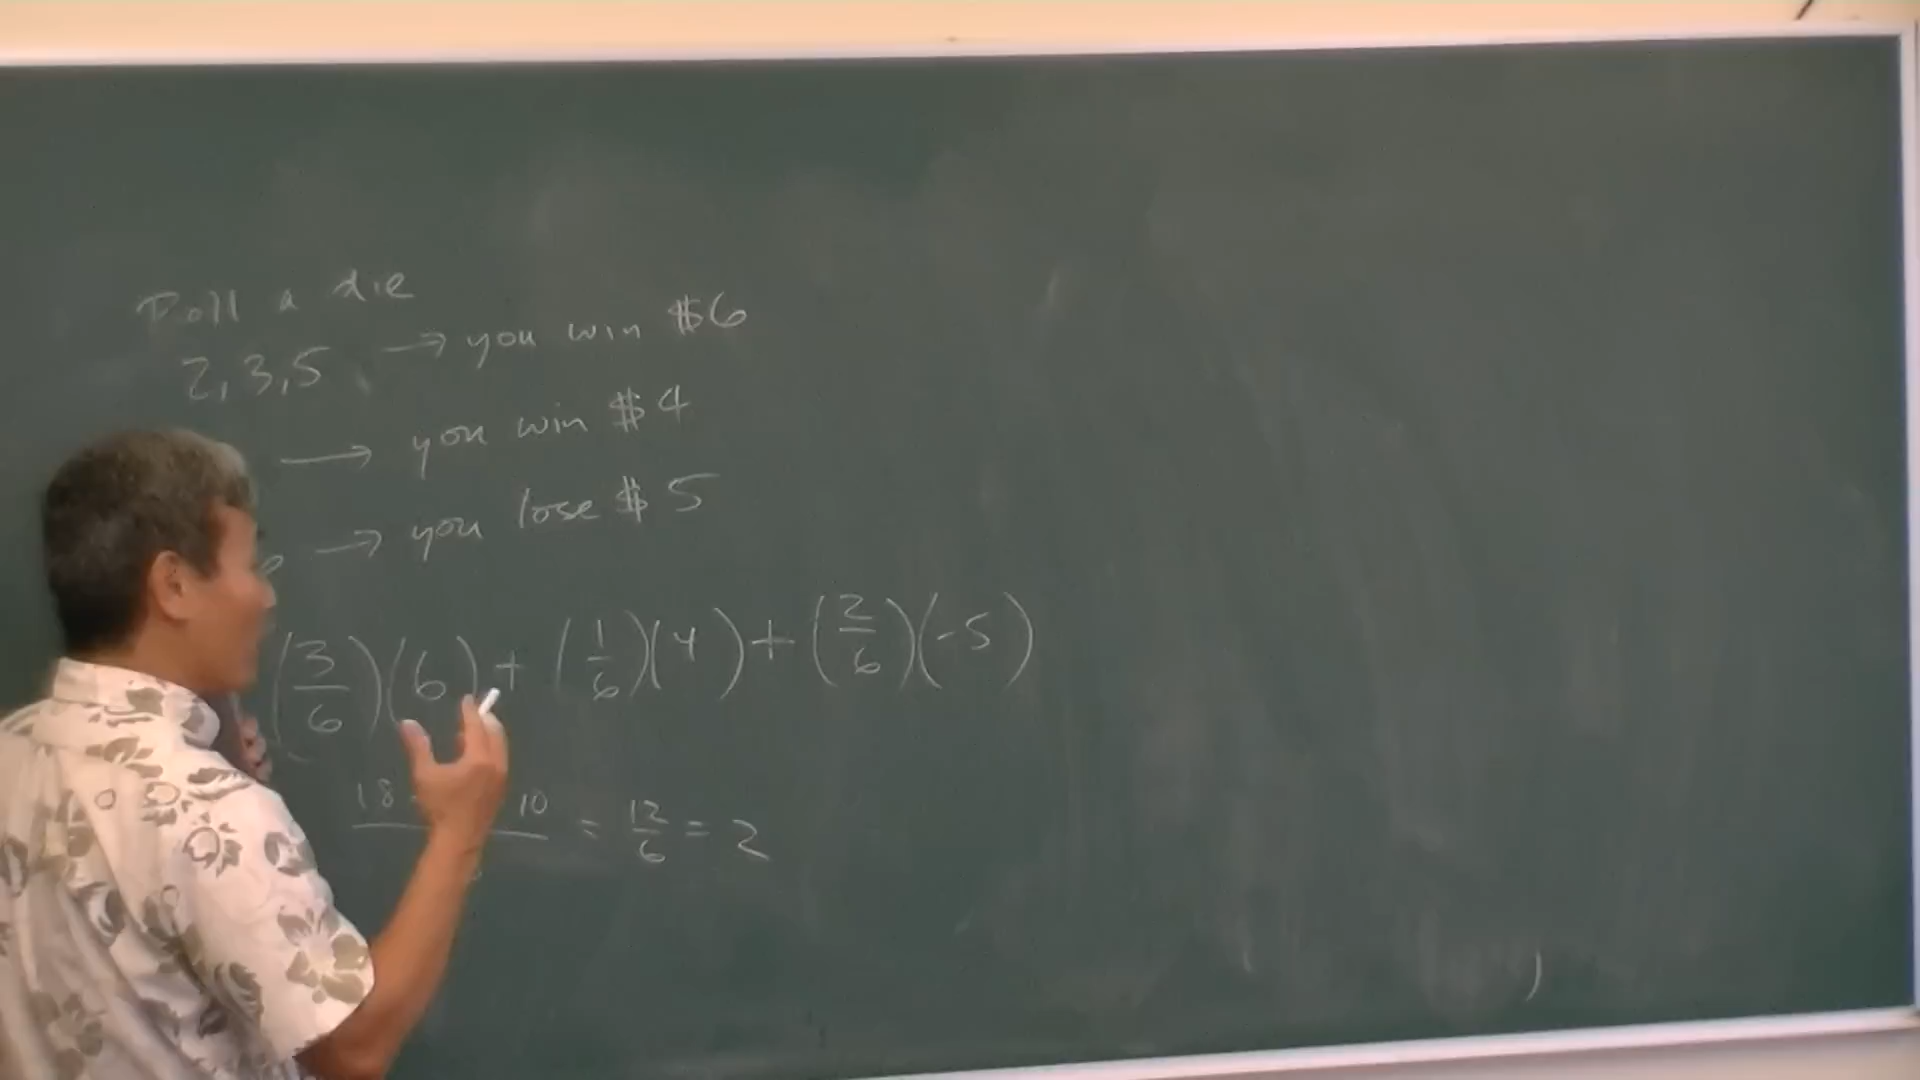 Roll a die
2,3,5 → you win $6
→ you win $4
→ you lose $5
(3/6)(6) + (1/6)(4) + (2/6)(-5)
18 10 = 12/6 = 2